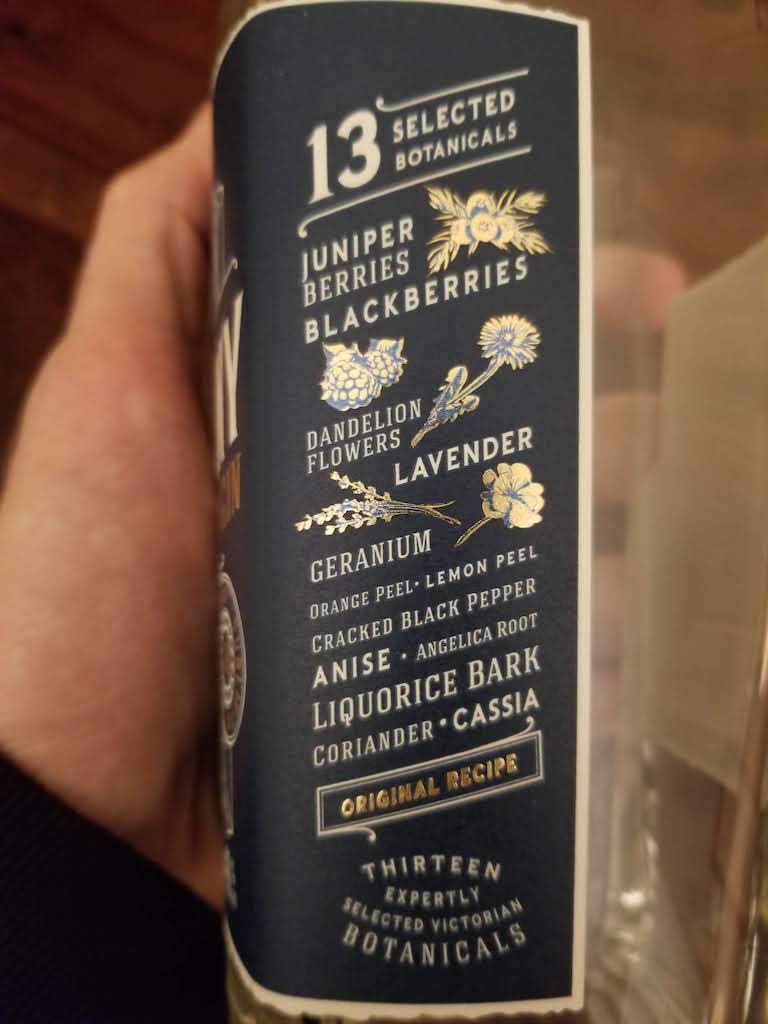 13 SELECTED
BOTANICALS
JUNIPER
BERRIES
BLACKBERRIES
DANDELION
FLOWERS
LAVENDER
GERANIUM
ORANGE PEEL · LEMON PEEL
CRACKED BLACK PEPPER
ANISE · ANGELICA ROOT
LIQUORICE BARK
CORIANDER · CASSIA
ORIGINAL RECIPE
THIRTEEN
EXPERTLY
SELECTED VICTORIAN
BOTANICALS